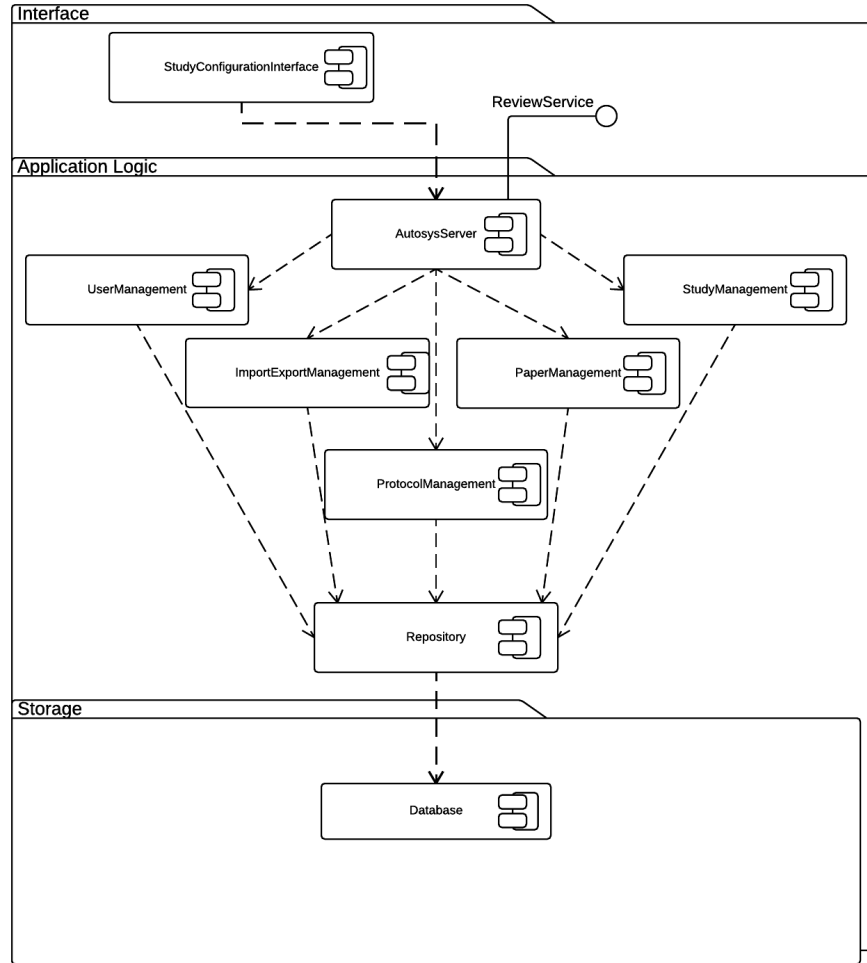 Interface
StudyConfigurationInterface
ReviewService
Application Logic
AutosysServer
UserManagement
StudyManagement
ImportExportManagement
PaperManagement
ProtocolManagement
Repository
Storage
Database